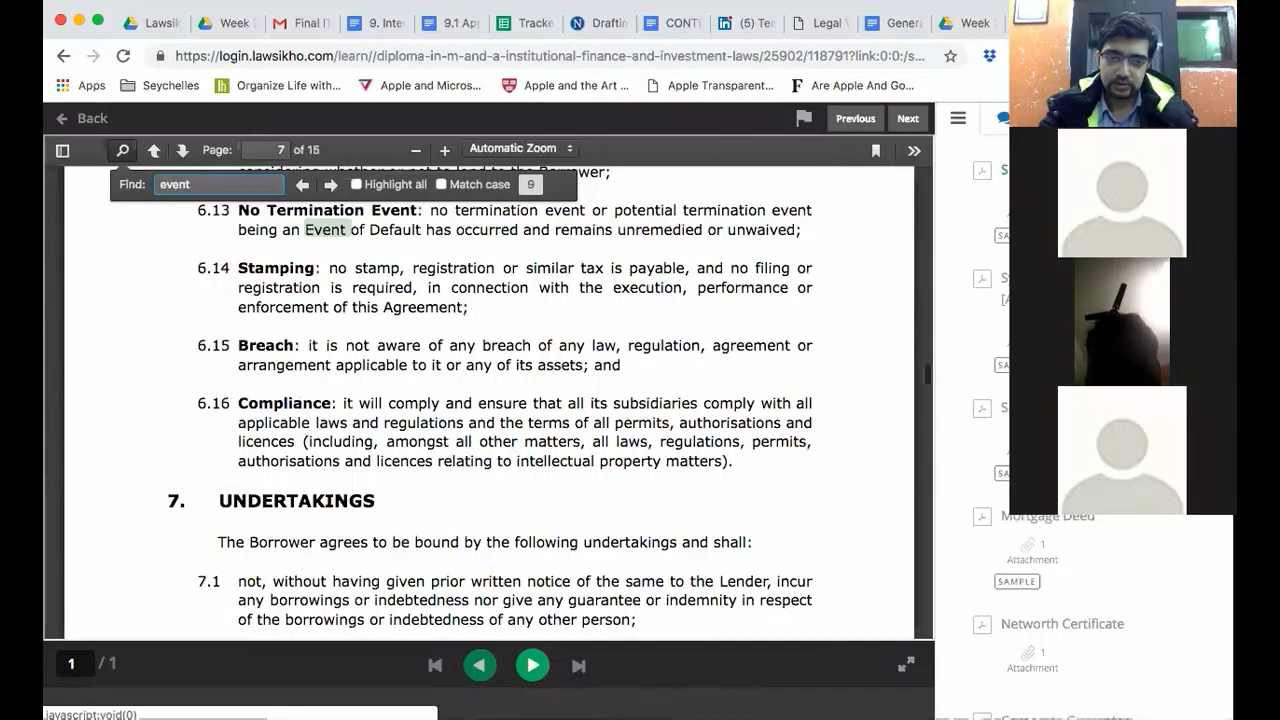 Lawsik
Week
Final IT
9. Inter
9.1 Ap
Tracke
Draftin
CONT
(5) Ten
Legal V
Genera
Week
https://login.lawsikho.com/learn//diploma-in-m-and-a-institutional-finance-and-investment-laws/25902/118791?link:0:0:/s...
Apps
Seychelles
Organize Life with...
Apple and Micros...
Apple and the Art ...
Apple Transparent...
Are Apple And Go...
Back
Previous
Next
Page: 7 of 15
Automatic Zoom
Find: event
Highlight all
Match case
9
6.13 No Termination Event: no termination event or potential termination event
being an Event of Default has occurred and remains unremedied or unwaived;
6.14 Stamping: no stamp, registration or similar tax is payable, and no filing or
registration is required, in connection with the execution, performance or
enforcement of this Agreement;
6.15 Breach: it is not aware of any breach of any law, regulation, agreement or
arrangement applicable to it or any of its assets; and
6.16 Compliance: it will comply and ensure that all its subsidiaries comply with all
applicable laws and regulations and the terms of all permits, authorisations and
licences (including, amongst all other matters, all laws, regulations, permits,
authorisations and licences relating to intellectual property matters).
7. UNDERTAKINGS
The Borrower agrees to be bound by the following undertakings and shall:
7.1 not, without having given prior written notice of the same to the Lender, incur
any borrowings or indebtedness nor give any guarantee or indemnity in respect
of the borrowings or indebtedness of any other person;
1 / 1
javascript:void(0)
Mortgage Deed
1
Attachment
SAMPLE
Networth Certificate
1
Attachment